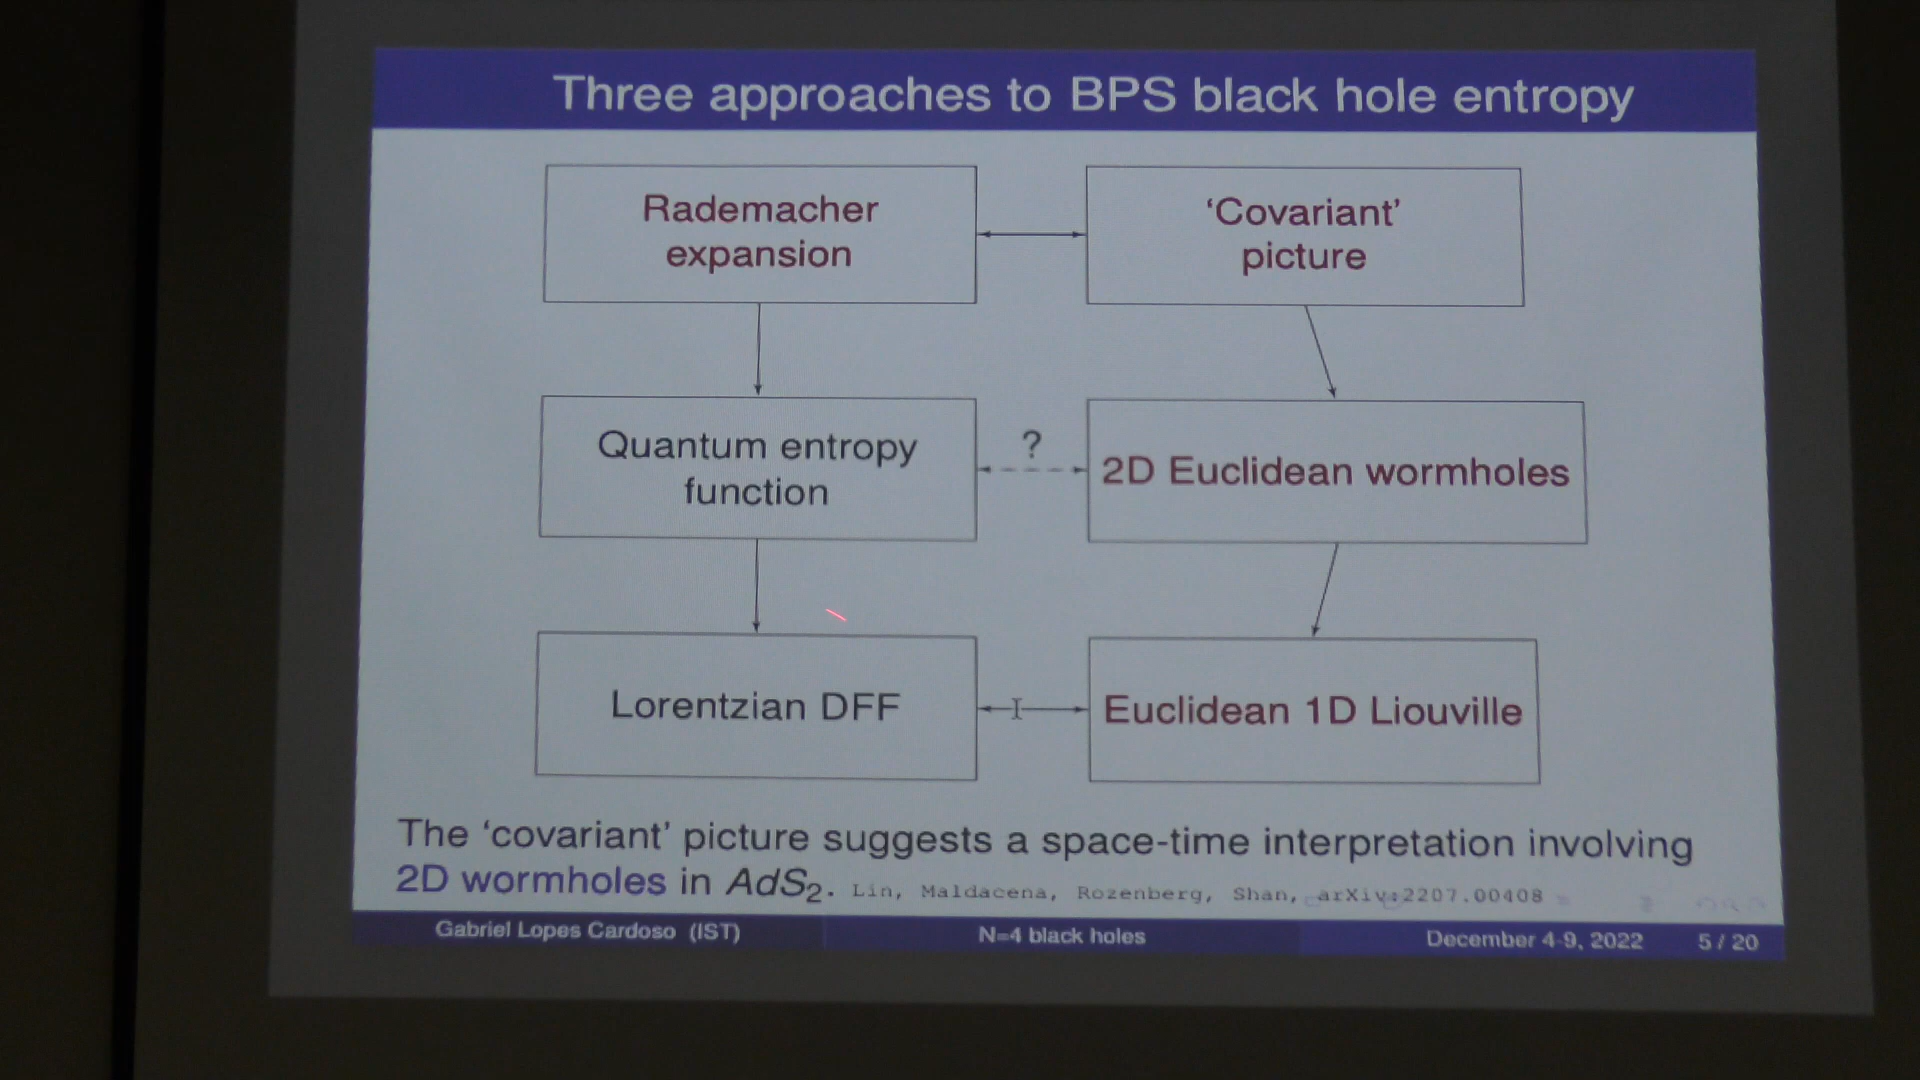 Three approaches to BPS black hole entropy
Rademacher
expansion
‘Covariant’
picture
Quantum entropy
function
?
2D Euclidean wormholes
Lorentzian DFF
Euclidean 1D Liouville
The ‘covariant’ picture suggests a space-time interpretation involving
2D wormholes in AdS2. Lin, Maldacena, Rozenberg, Shan, arXiv:2207.00408
Gabriel Lopes Cardoso (IST)
N=4 black holes
December 4-9, 2022
5 / 20